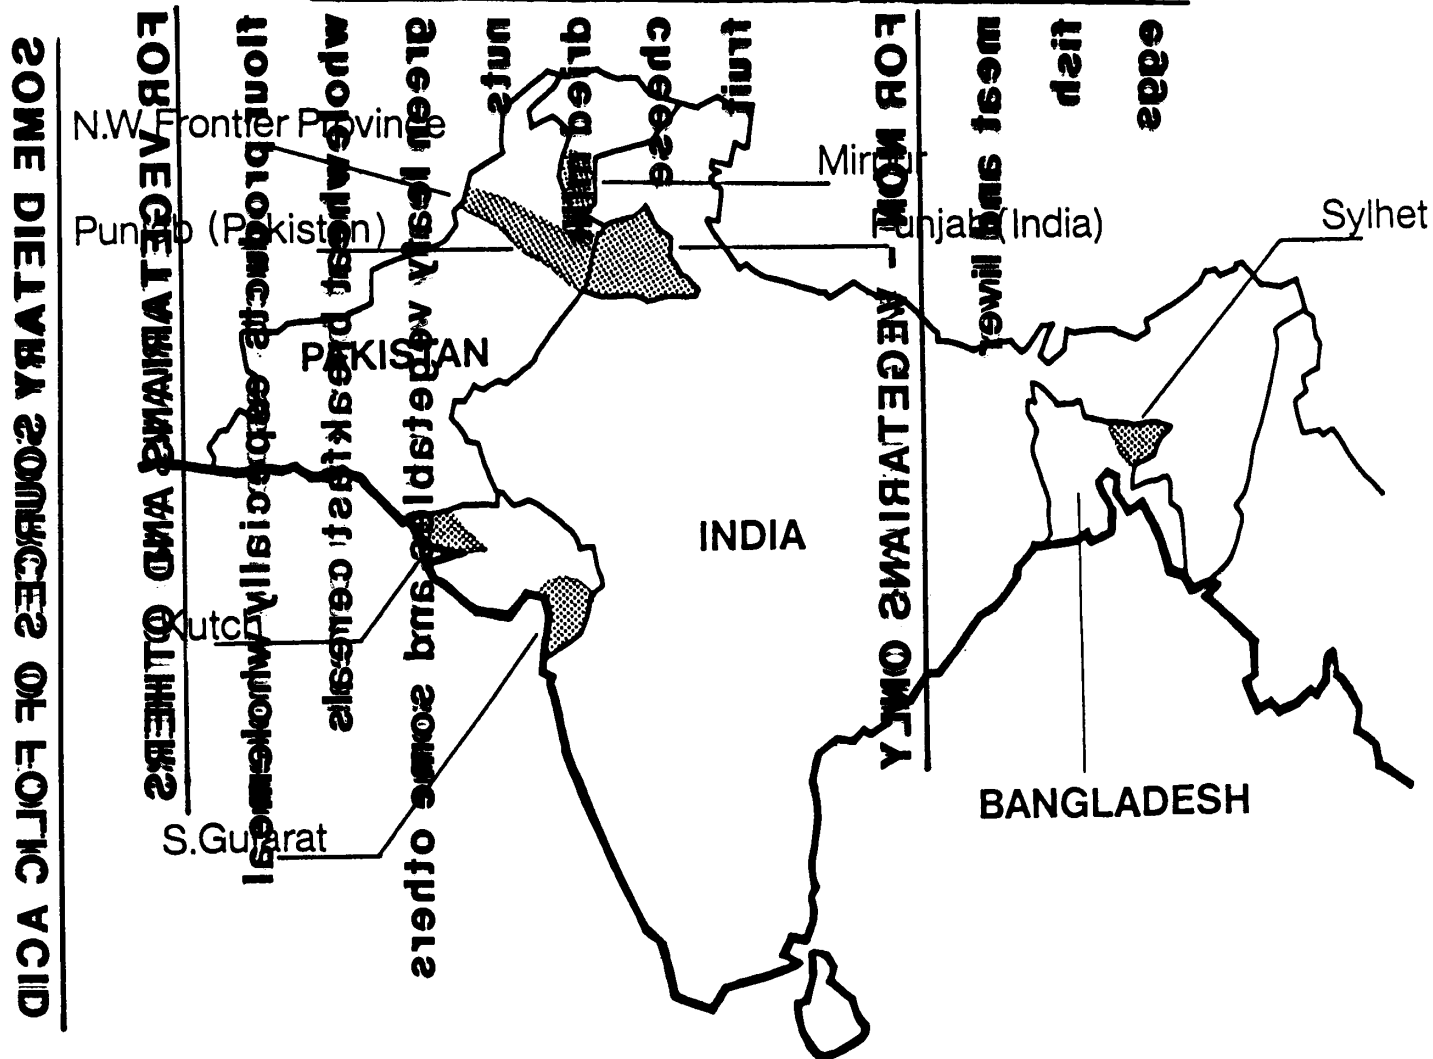 N.W. Frontier Province
Mirpur
Punjab (Pakistan)
Punjab (India)
Sylhet
PAKISTAN
INDIA
Kutch
BANGLADESH
S.Gujarat
SOME DIETARY SOURCES OF FOLIC ACID
FOR VEGETARIANS AND OTHERS
flour products especially wholemeal
wholewheat breakfast cereals
green leafy vegetables and some others
nuts
dried
cheese
fruit
FOR NON - VEGETARIANS ONLY
meat and liver
fish
eggs